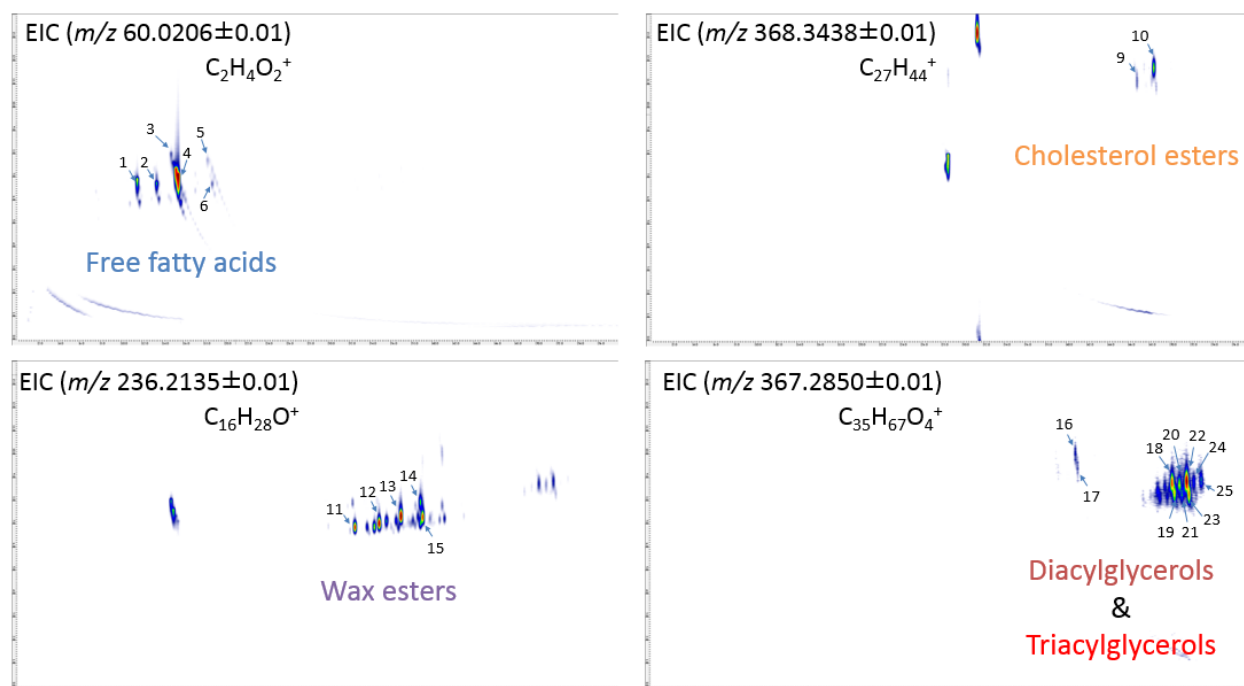 EIC (m/z 60.0206±0.01)
C₂H₄O₂⁺
3
5
1
2
4
6
Free fatty acids
EIC (m/z 368.3438±0.01)
C₂₇H₄₄⁺
10
9
Cholesterol esters
EIC (m/z 236.2135±0.01)
C₁₆H₂₈O⁺
14
13
12
11
15
Wax esters
EIC (m/z 367.2850±0.01)
C₃₅H₆₇O₄⁺
16
20
22
18
24
17
25
19
21
23
Diacylglycerols
&
Triacylglycerols